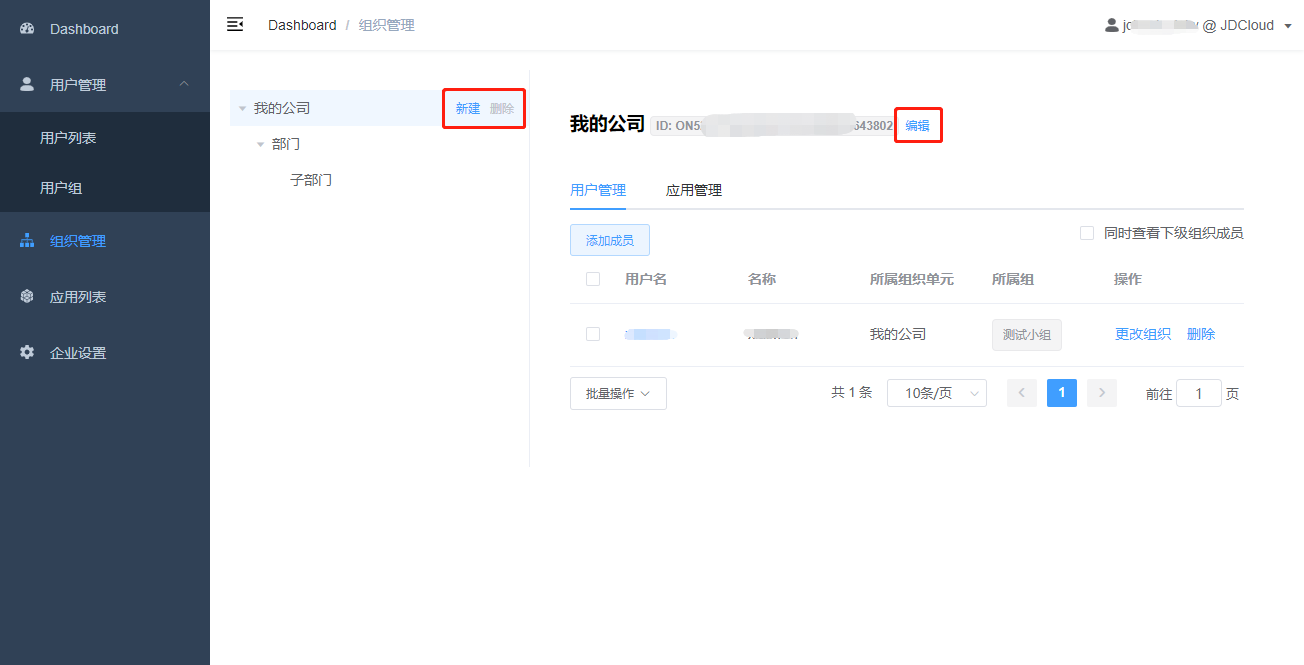 Dashboard
用户管理
用户列表
用户组
组织管理
应用列表
企业设置
Dashboard / 组织管理
@ JDCloud
我的公司 新建 删除
部门
子部门
我的公司 ID: ON5 643802 编辑
用户管理 应用管理
添加成员 同时查看下级组织成员
用户名 名称 所属组织单元 所属组 操作
我的公司 测试小组 更改组织 删除
批量操作 共 1 条 10条/页 1 前往 1 页